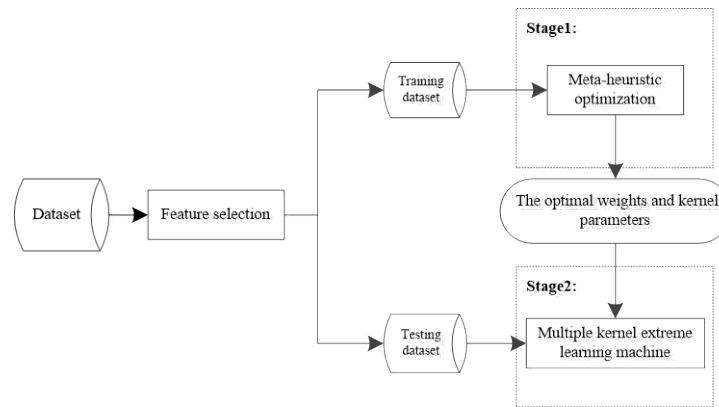 Stage1:
Training
dataset
Meta-heuristic
optimization
Dataset
Feature selection
The optimal weights and kernel
parameters
Stage2:
Testing
dataset
Multiple kernel extreme
learning machine